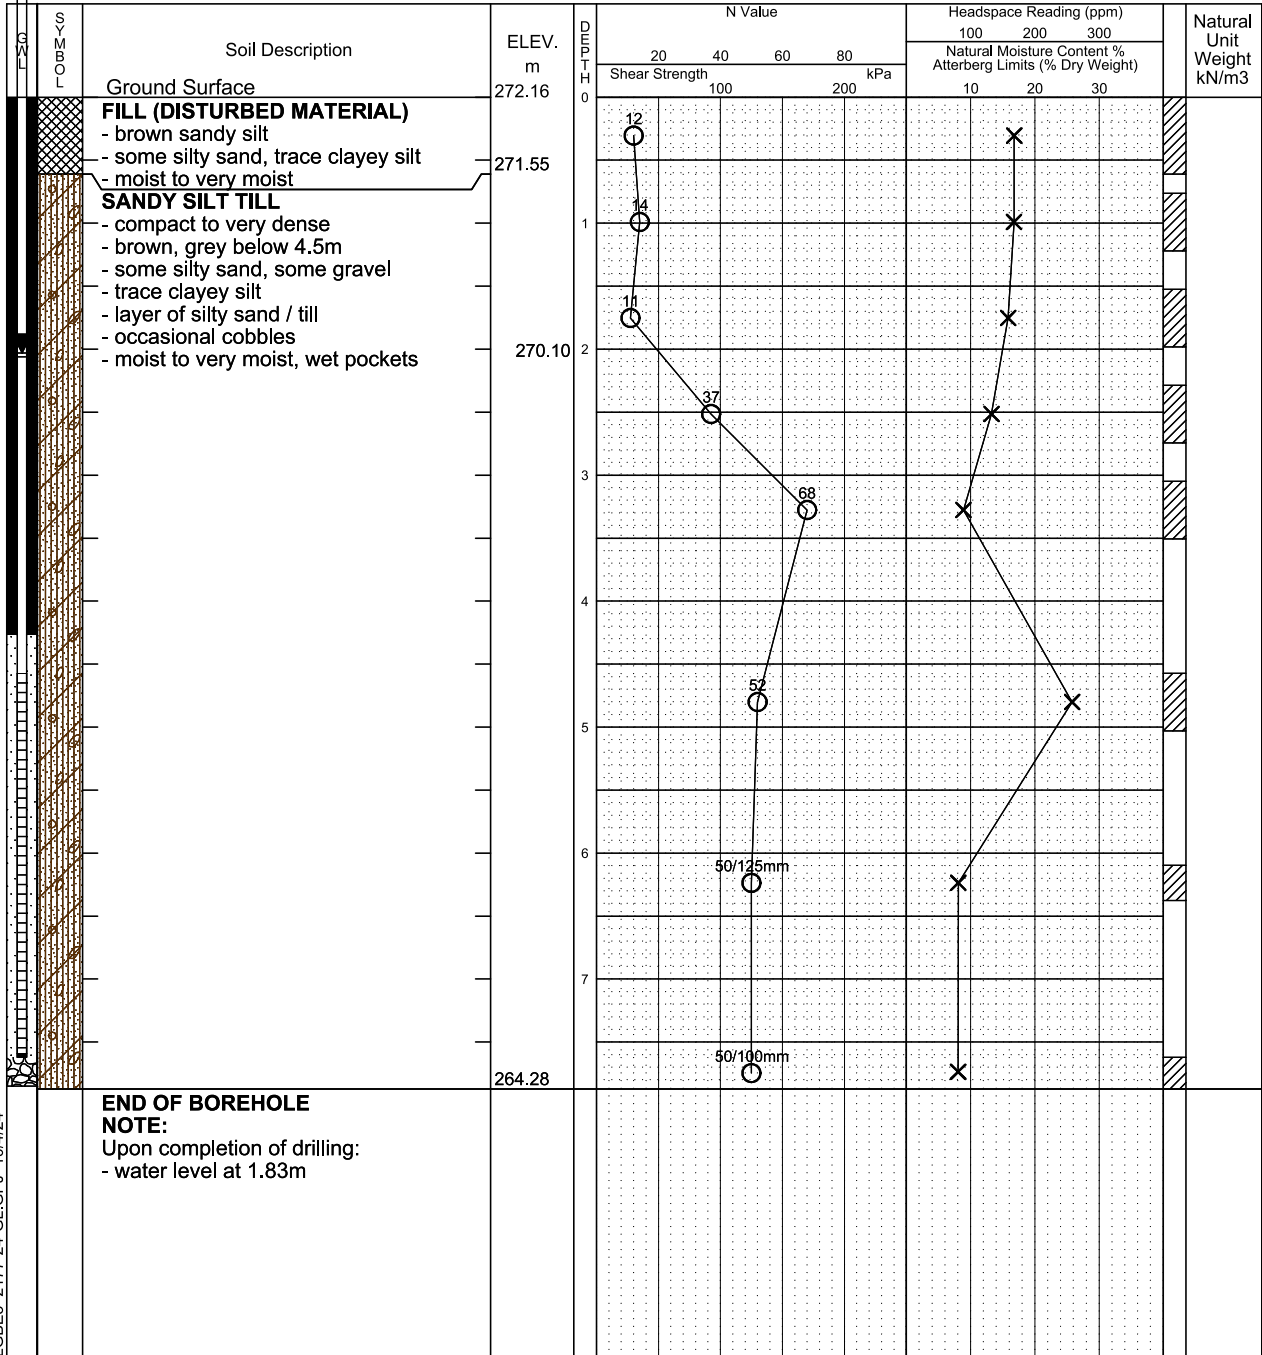 GWL
SYMBOL
Soil Description
ELEV.
m
DEPTH
N Value
20 40 60 80
Shear Strength kPa
100 200
Headspace Reading (ppm)
100 200 300
Natural Moisture Content %
Atterberg Limits (% Dry Weight)
10 20 30
Natural
Unit
Weight
kN/m3
Ground Surface
272.16
0
FILL (DISTURBED MATERIAL)
- brown sandy silt
- some silty sand, trace clayey silt
- moist to very moist
271.55
12
SANDY SILT TILL
- compact to very dense
- brown, grey below 4.5m
- some silty sand, some gravel
- trace clayey silt
- layer of silty sand / till
- occasional cobbles
- moist to very moist, wet pockets
14
1
11
270.10
2
37
3
68
4
52
5
6
50/125mm
7
50/100mm
264.28
END OF BOREHOLE
NOTE:
Upon completion of drilling:
- water level at 1.83m